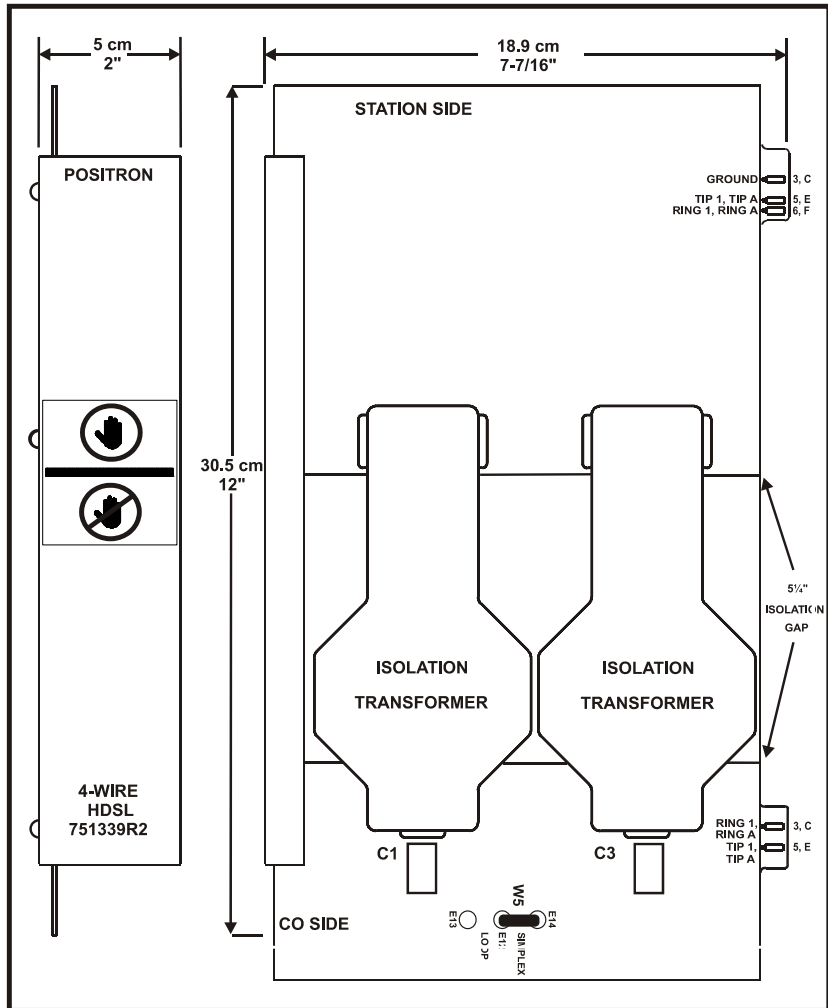 5 cm
2"
18.9 cm
7-7/16"
STATION SIDE
POSITRON
GROUND 3, C
TIP 1, TIP A 5, E
RING 1, RING A 6, F
30.5 cm
12"
5¼"
ISOLATION
GAP
ISOLATION
TRANSFORMER
ISOLATION
TRANSFORMER
4-WIRE
HDSL
751339R2
RING 1,
RING A
3, C
TIP 1,
TIP A
5, E
C1
C3
W5
E13
E14
LOOP
SIMPLEX
CO SIDE